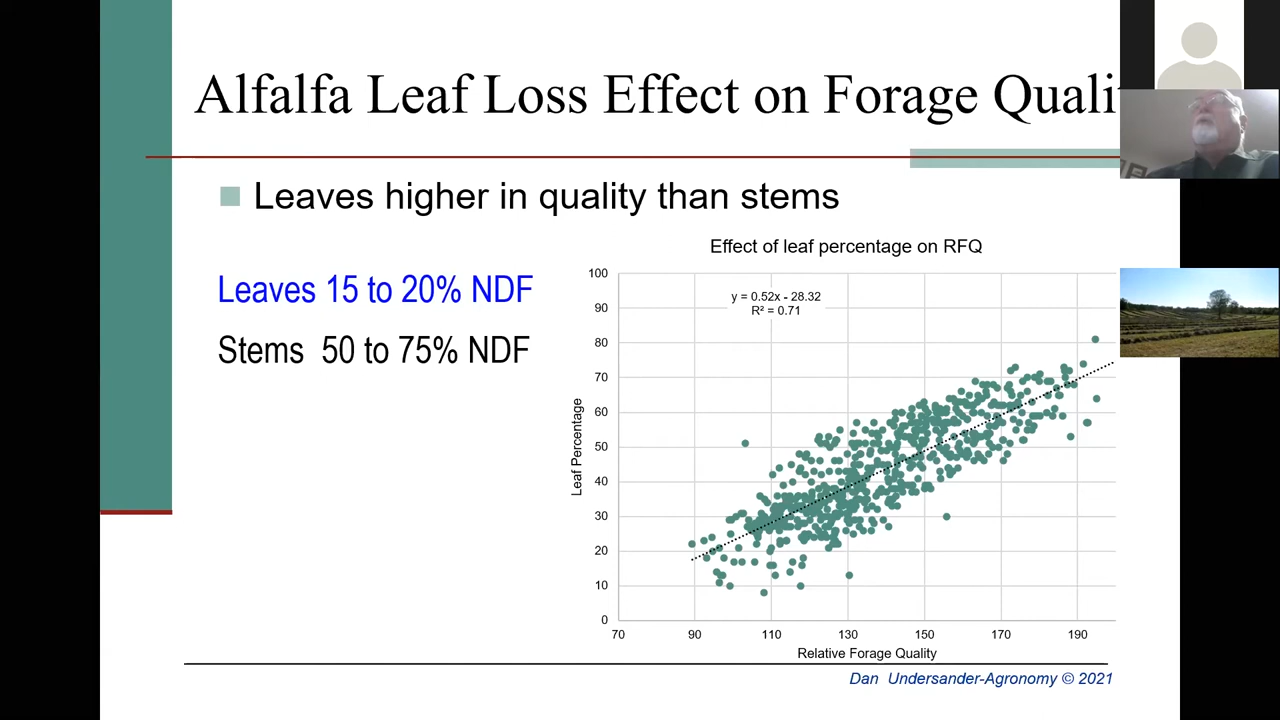 Alfalfa Leaf Loss Effect on Forage Quali
Leaves higher in quality than stems
Leaves 15 to 20% NDF
Stems 50 to 75% NDF
Effect of leaf percentage on RFQ
y = 0.52x - 28.32
R² = 0.71
Leaf Percentage
100
90
80
70
60
50
40
30
20
10
0
70 90 110 130 150 170 190
Relative Forage Quality
Dan Undersander-Agronomy © 2021